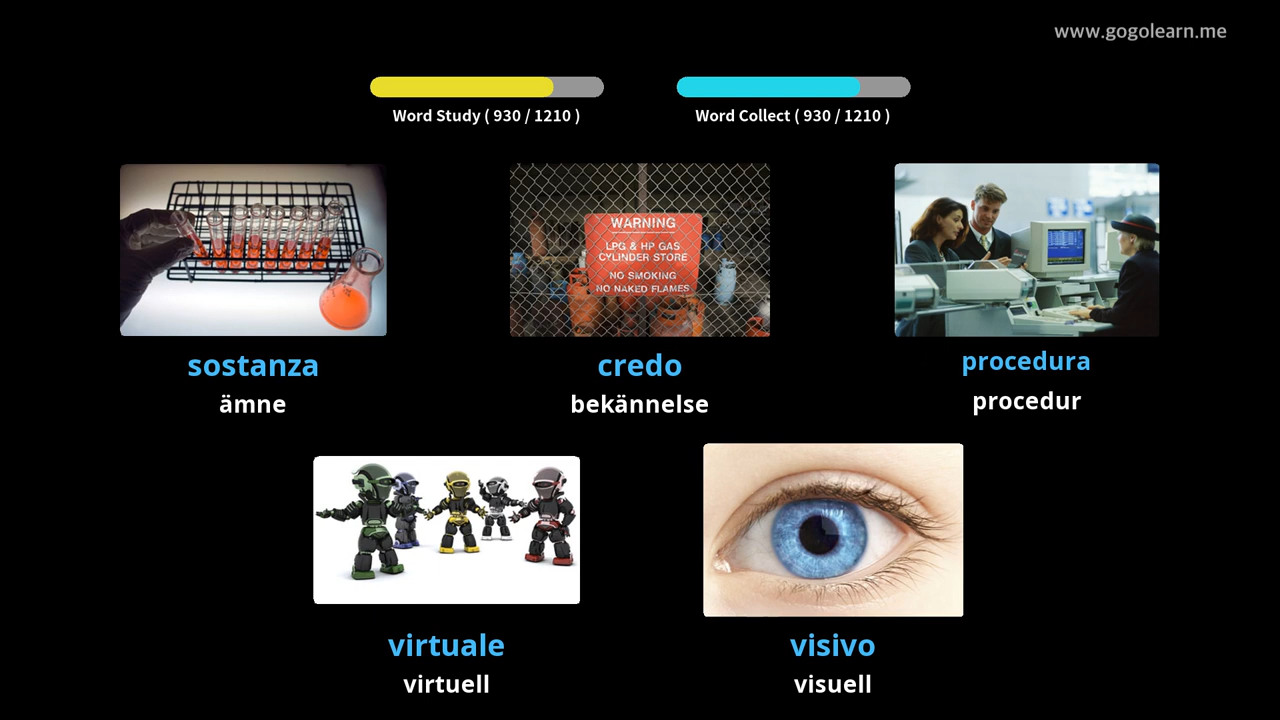 www.gogolearn.me
Word Study ( 930 / 1210 )
Word Collect ( 930 / 1210 )
WARNING
LPG & HP GAS
CYLINDER STORE
NO SMOKING
NO NAKED FLAMES
sostanza
ämne
credo
bekännelse
procedura
procedur
virtuale
virtuell
visivo
visuell